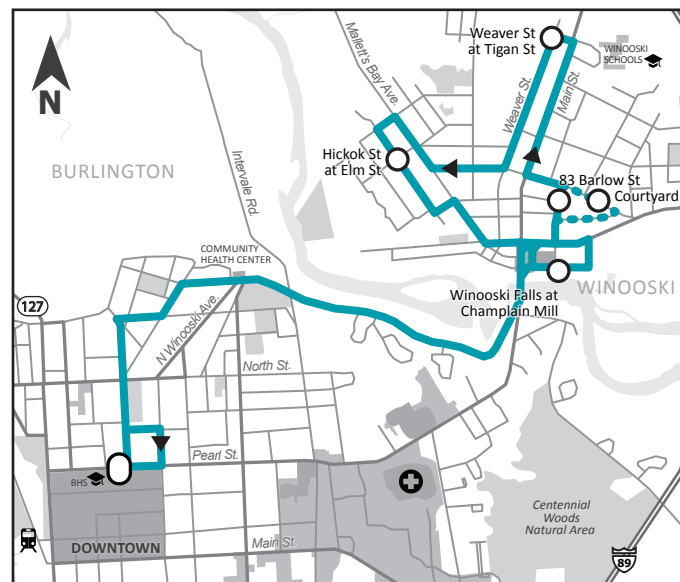 Weaver St
at Tigan St
WINOOSKI
SCHOOLS
Mallett's Bay Ave.
Weaver St.
Main St.
N
BURLINGTON
Hickok St
at Elm St
83 Barlow St
Courtyard
Intervale Rd.
COMMUNITY
HEALTH CENTER
WINOOSKI
Winooski Falls at
Champlain Mill
127
N Winooski Ave.
North St.
Pearl St.
BHS
Centennial
Woods
Natural Area
DOWNTOWN
Main St.
89